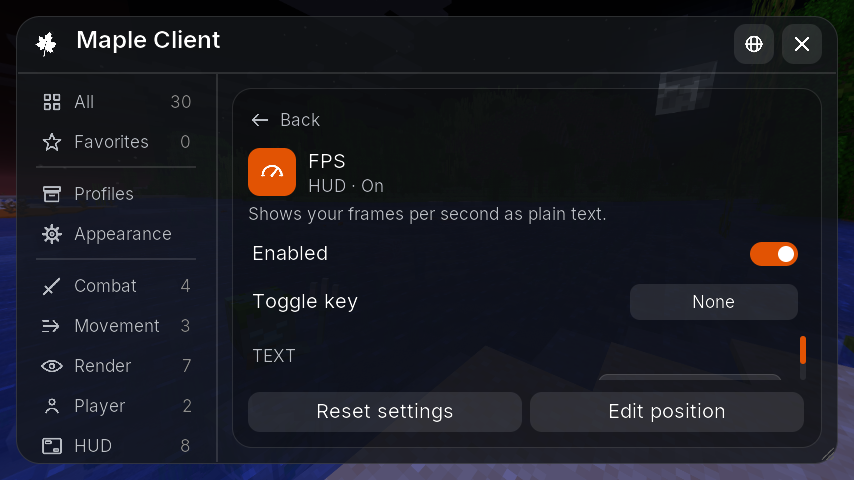 Maple Client
All 30
Favorites 0
Profiles
Appearance
Combat 4
Movement 3
Render 7
Player 2
HUD 8
Back
FPS
HUD · On
Shows your frames per second as plain text.
Enabled
Toggle key None
TEXT
Reset settings Edit position